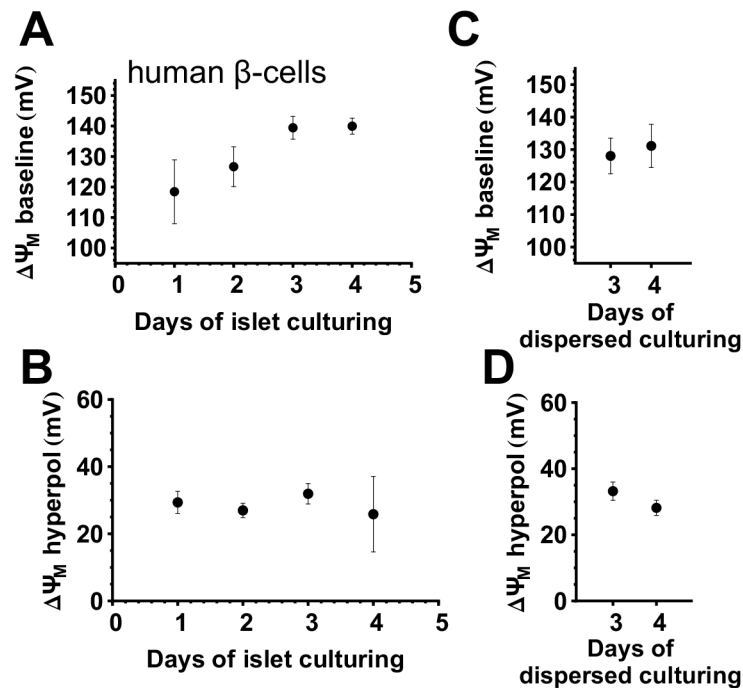 A
human β-cells
ΔΨM baseline (mV)
150
140
130
120
110
100
0 1 2 3 4 5
Days of islet culturing
C
ΔΨM baseline (mV)
150
140
130
120
110
100
3 4
Days of
dispersed culturing
B
ΔΨM hyperpol (mV)
60
40
20
0
0 1 2 3 4 5
Days of islet culturing
D
ΔΨM hyperpol (mV)
60
40
20
0
3 4
Days of
dispersed culturing